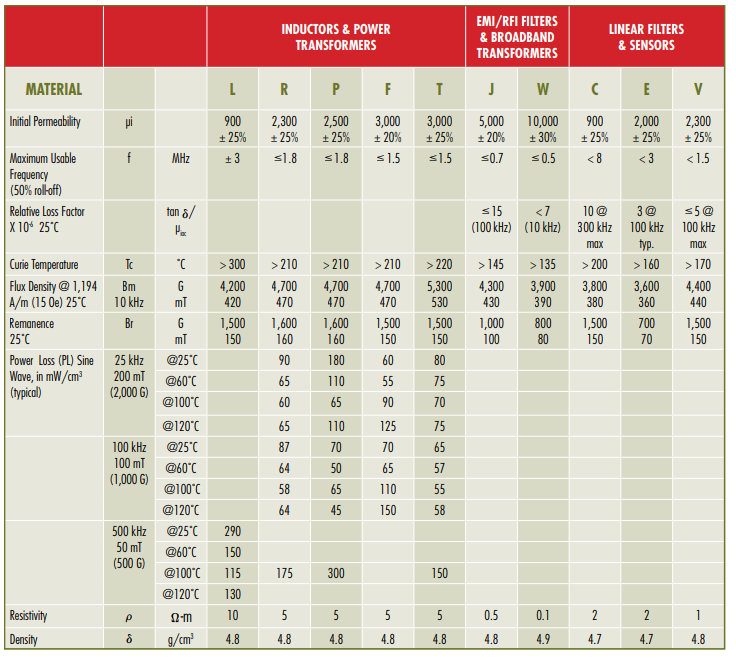 INDUCTORS & POWER
TRANSFORMERS
EMI/RFI FILTERS
& BROADBAND
TRANSFORMERS
LINEAR FILTERS
& SENSORS
MATERIAL L R P F T J W C E V
Initial Permeability µi 900 2,300 2,500 3,000 3,000 5,000 10,000 900 2,000 2,300
± 25% ± 25% ± 25% ± 20% ± 25% ± 20% ± 30% ± 25% ± 25% ± 25%
Maximum Usable f MHz ± 3 ≤1.8 ≤ 1.8 ≤ 1.5 ≤1.5 ≤0.7 ≤ 0.5 < 8 < 3 < 1.5
Frequency
(50% roll-off)
Relative Loss Factor tan δ/ ≤ 15 < 7 10 @ 3 @ ≤ 5 @
X 10⁻⁶ 25˚C µiac (100 kHz) (10 kHz) 300 kHz 100 kHz 100 kHz
max typ. max
Curie Temperature Tc ˚C > 300 > 210 > 210 > 210 > 220 > 145 > 135 > 200 > 160 > 170
Flux Density @ 1,194 Bm G 4,200 4,700 4,700 4,700 5,300 4,300 3,900 3,800 3,600 4,400
A/m (15 Oe) 25˚C 10 kHz mT 420 470 470 470 530 430 390 380 360 440
Remanence Br G 1,500 1,600 1,600 1,500 1,500 1,000 800 1,500 700 1,500
25˚C mT 150 160 160 150 150 100 80 150 70 150
Power Loss (PL) Sine 25 kHz @25˚C 90 180 60 80
Wave, in mW/cm³ 200 mT @60˚C 65 110 55 75
(typical) (2,000 G)
@100˚C 60 65 90 70
@120˚C 65 110 125 75
100 kHz @25˚C 87 70 70 65
100 mT @60˚C 64 50 65 57
(1,000 G)
@100˚C 58 65 110 55
@120˚C 64 45 150 58
500 kHz @25˚C 290
50 mT @60˚C 150
(500 G)
@100˚C 115 175 300 150
@120˚C 130
Resistivity ρ Ω-m 10 5 5 5 5 0.5 0.1 2 2 1
Density δ g/cm³ 4.8 4.8 4.8 4.8 4.8 4.8 4.9 4.7 4.7 4.8